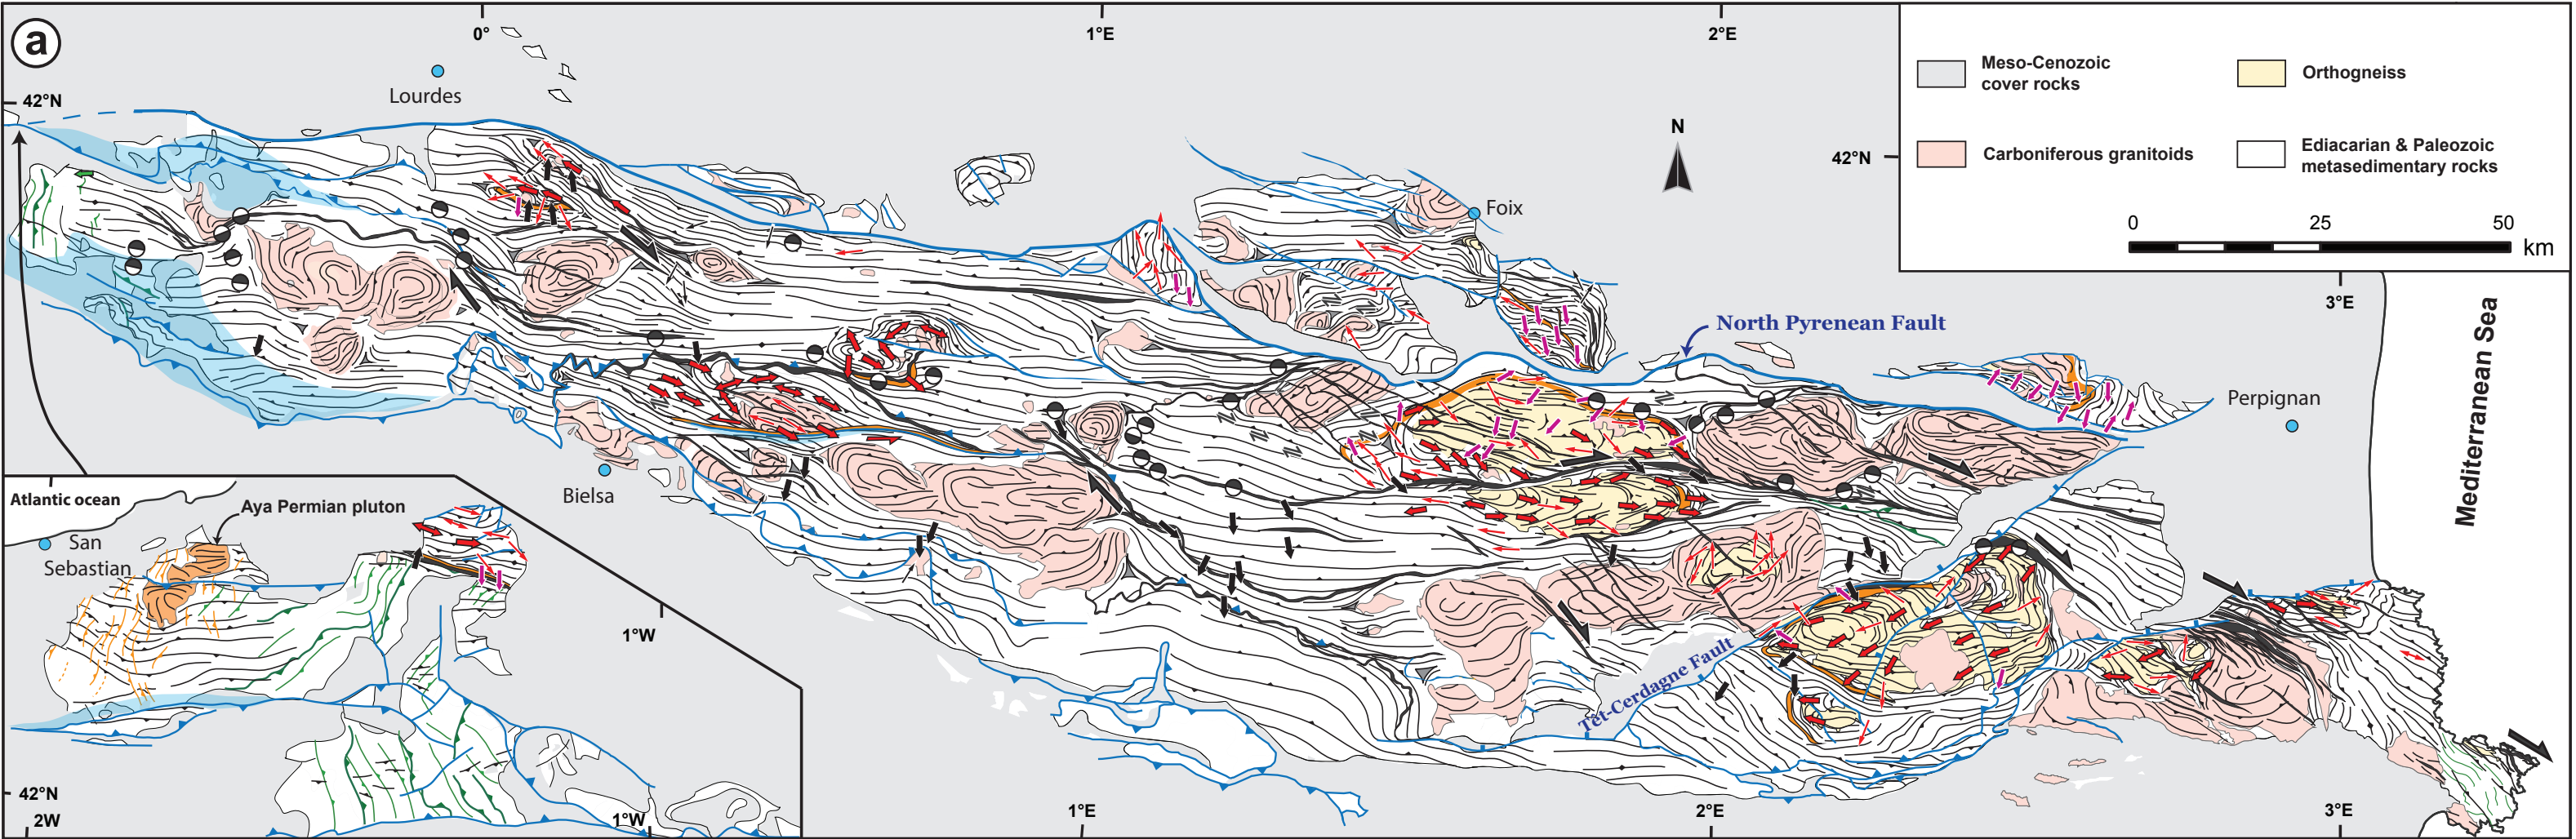 a
0°
1°E
2°E
Lourdes
42°N
Meso-Cenozoic
cover rocks
Orthogneiss
Carboniferous granitoids
Ediacarian & Paleozoic
metasedimentary rocks
0
25
50
km
N
42°N
Foix
3°E
North Pyrenean Fault
Mediterranean Sea
Perpignan
Bielsa
Atlantic ocean
Aya Permian pluton
San
Sebastian
1°W
Têt-Cerdagne Fault
42°N
2W
1°W
1°E
2°E
3°E